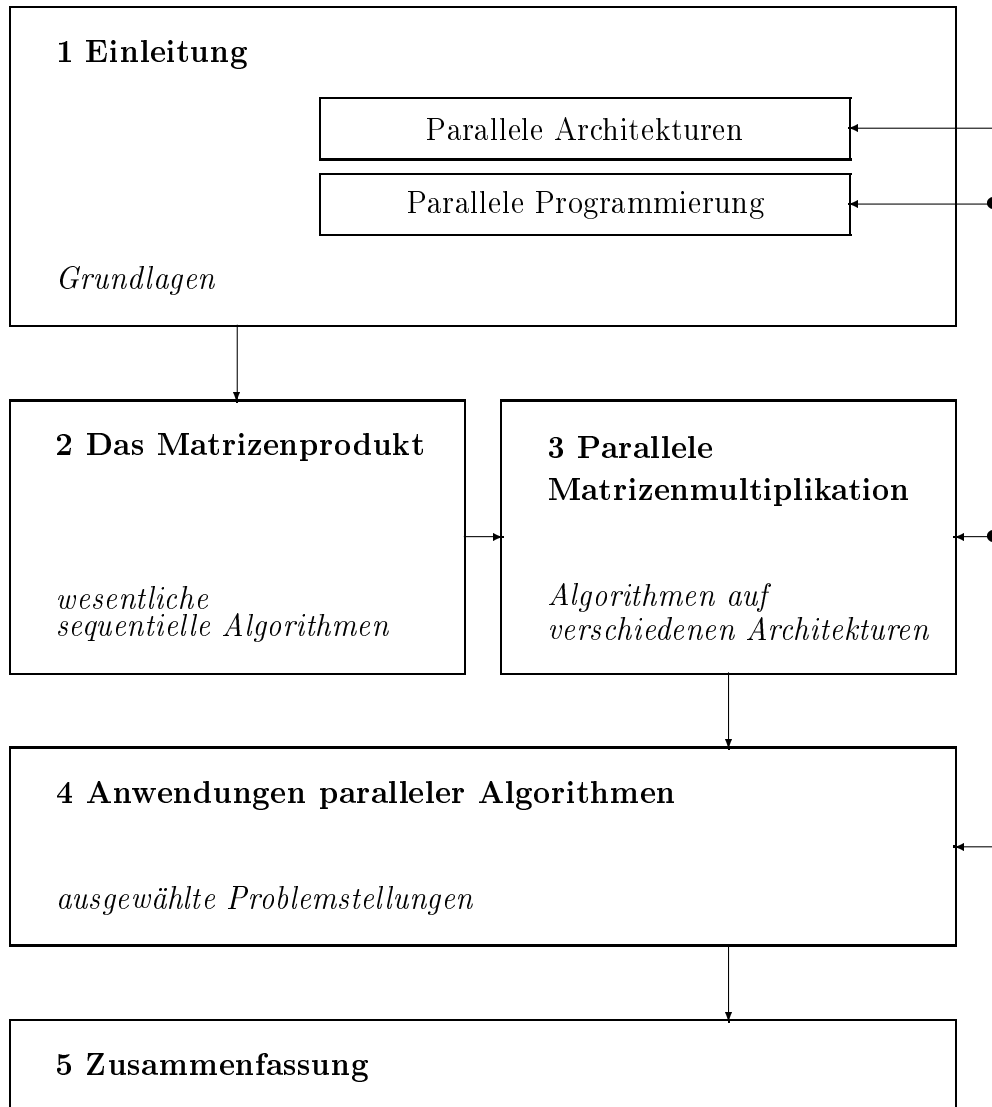 1 Einleitung
Parallele Architekturen
Parallele Programmierung
Grundlagen
2 Das Matrizenprodukt
wesentliche
sequentielle Algorithmen
3 Parallele
Matrizenmultiplikation
Algorithmen auf
verschiedenen Architekturen
4 Anwendungen paralleler Algorithmen
ausgewählte Problemstellungen
5 Zusammenfassung